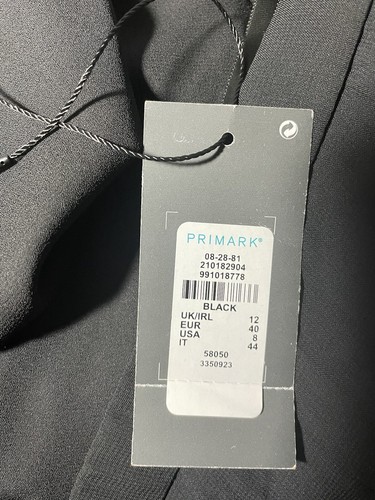 PRIMARK®
08-28-81
210182904
991018778
BLACK
UK/IRL 12
EUR 40
USA 8
IT 44
58050
3350923